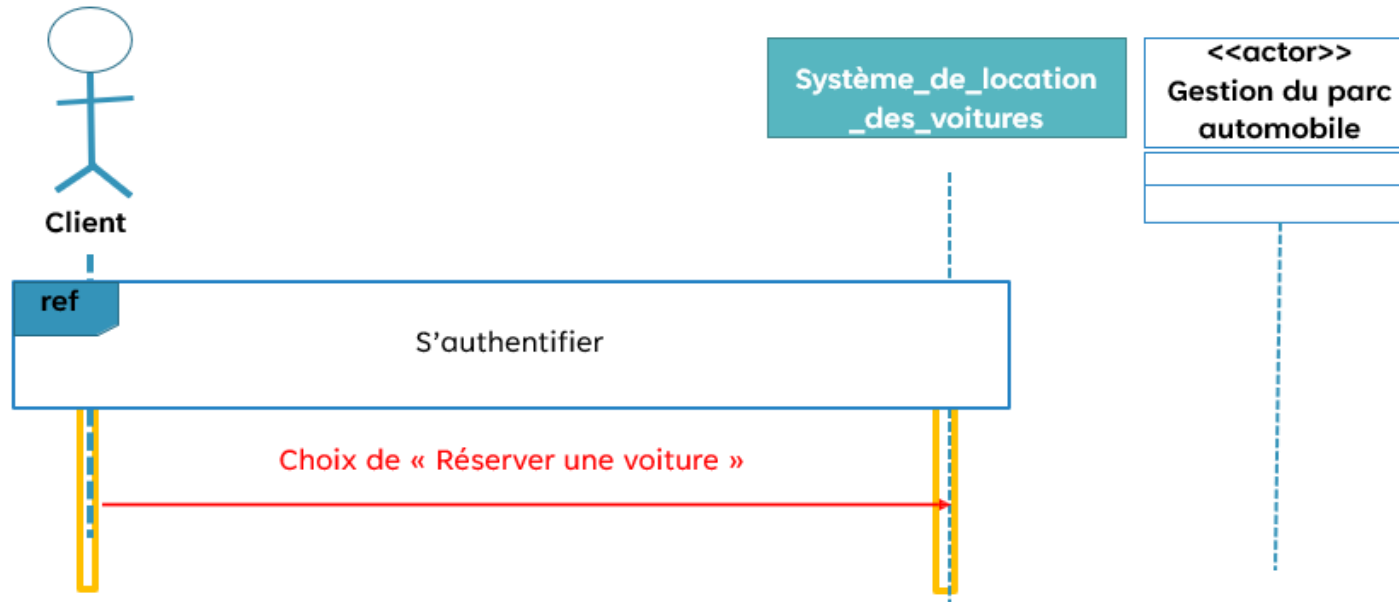 <<actor>>
Système_de_location
_des_voitures
Gestion du parc
automobile
Client
ref
S’authentifier
Choix de « Réserver une voiture »